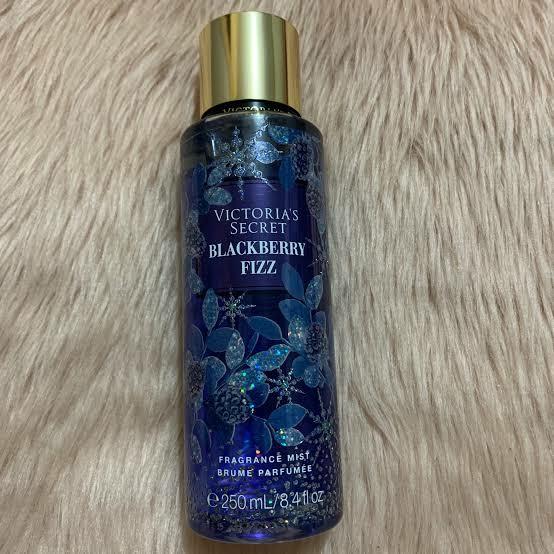 VICTORIA'S
SECRET
BLACKBERRY
FIZZ
FRAGRANCE MIST
BRUME PARFUMÉE
℮ 250 mL/8.4 fl oz